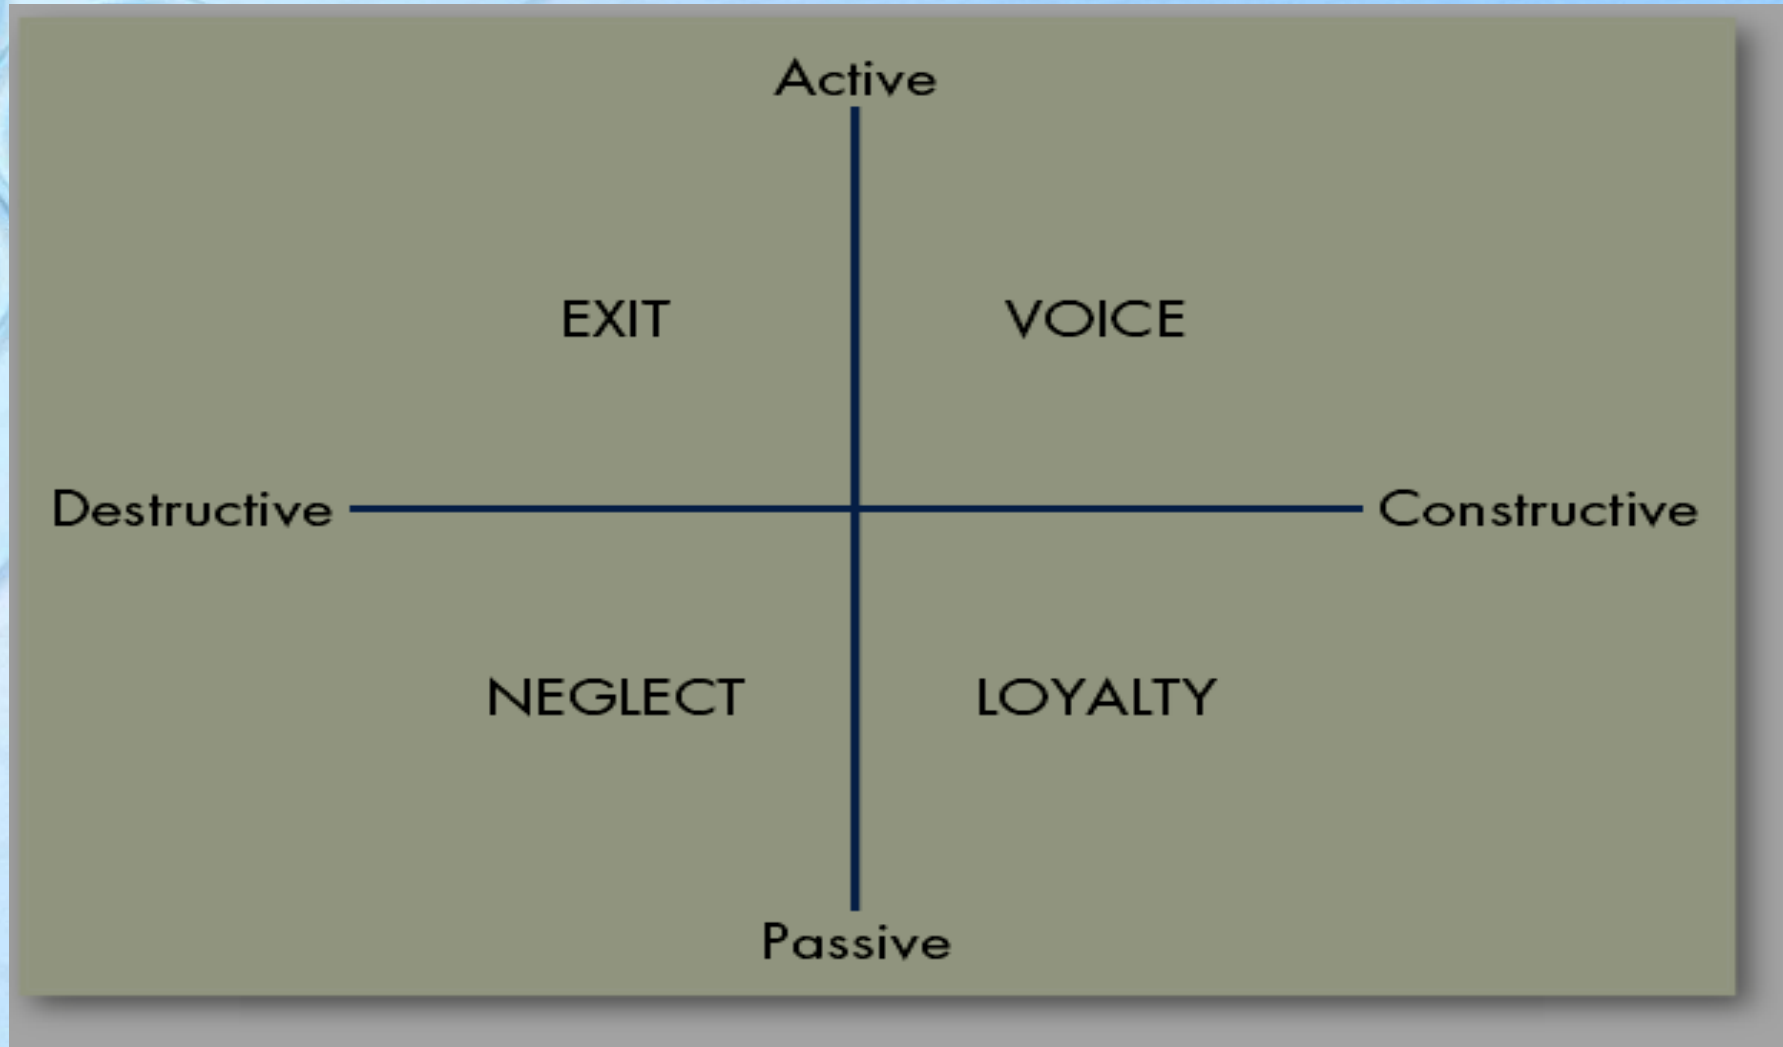 Active
EXIT VOICE
Destructive Constructive
NEGLECT LOYALTY
Passive